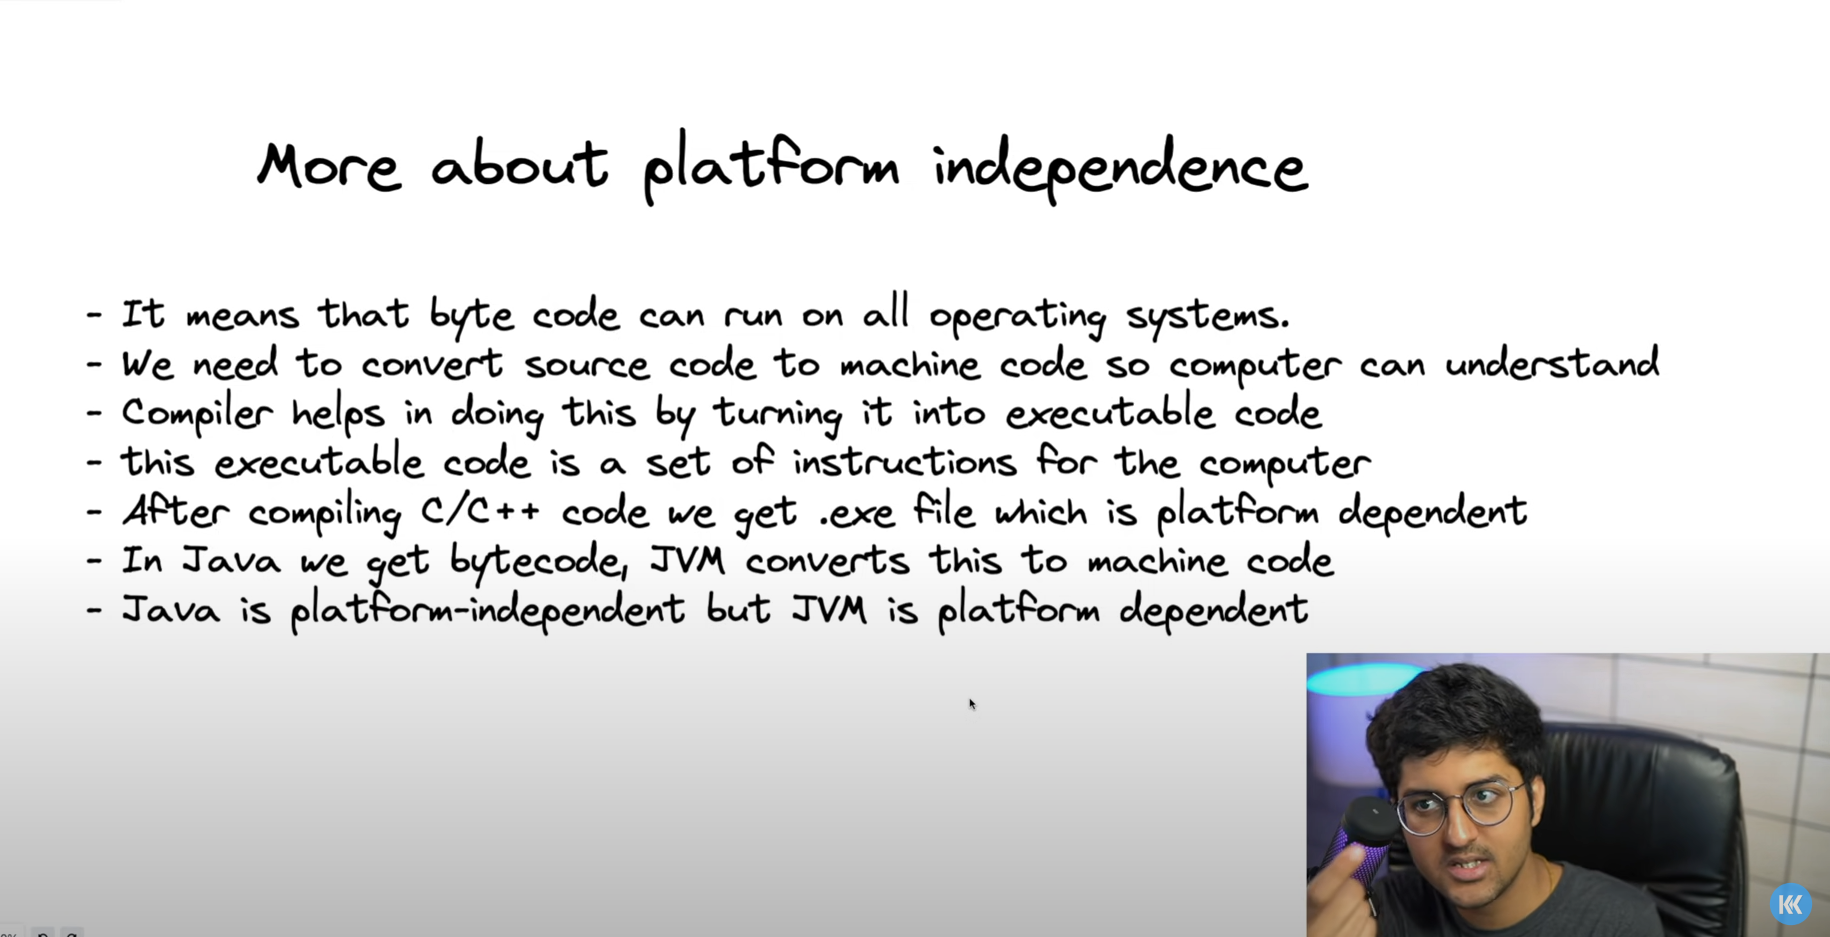 More about platform independence
- It means that byte code can run on all operating systems.
- We need to convert source code to machine code so computer can understand
- Compiler helps in doing this by turning it into executable code
- this executable code is a set of instructions for the computer
- After compiling C/C++ code we get .exe file which is platform dependent
- In Java we get bytecode, JVM converts this to machine code
- Java is platform-independent but JVM is platform dependent
KK